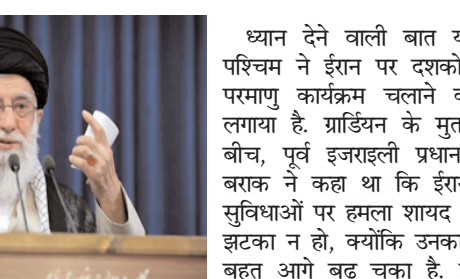 ध्यान देने वाली बात
पश्चिम ने ईरान पर दशको
परमाणु कार्यक्रम चलाने
लगाया है. ग्रार्डियन के मुत
बीच, पूर्व इजराइली प्रधान
बराक ने कहा था कि ईरा
सुविधाओं पर हमला शायद
झटका न हो, क्योंकि उनका
बहुत आगे बढ़ चुका है.